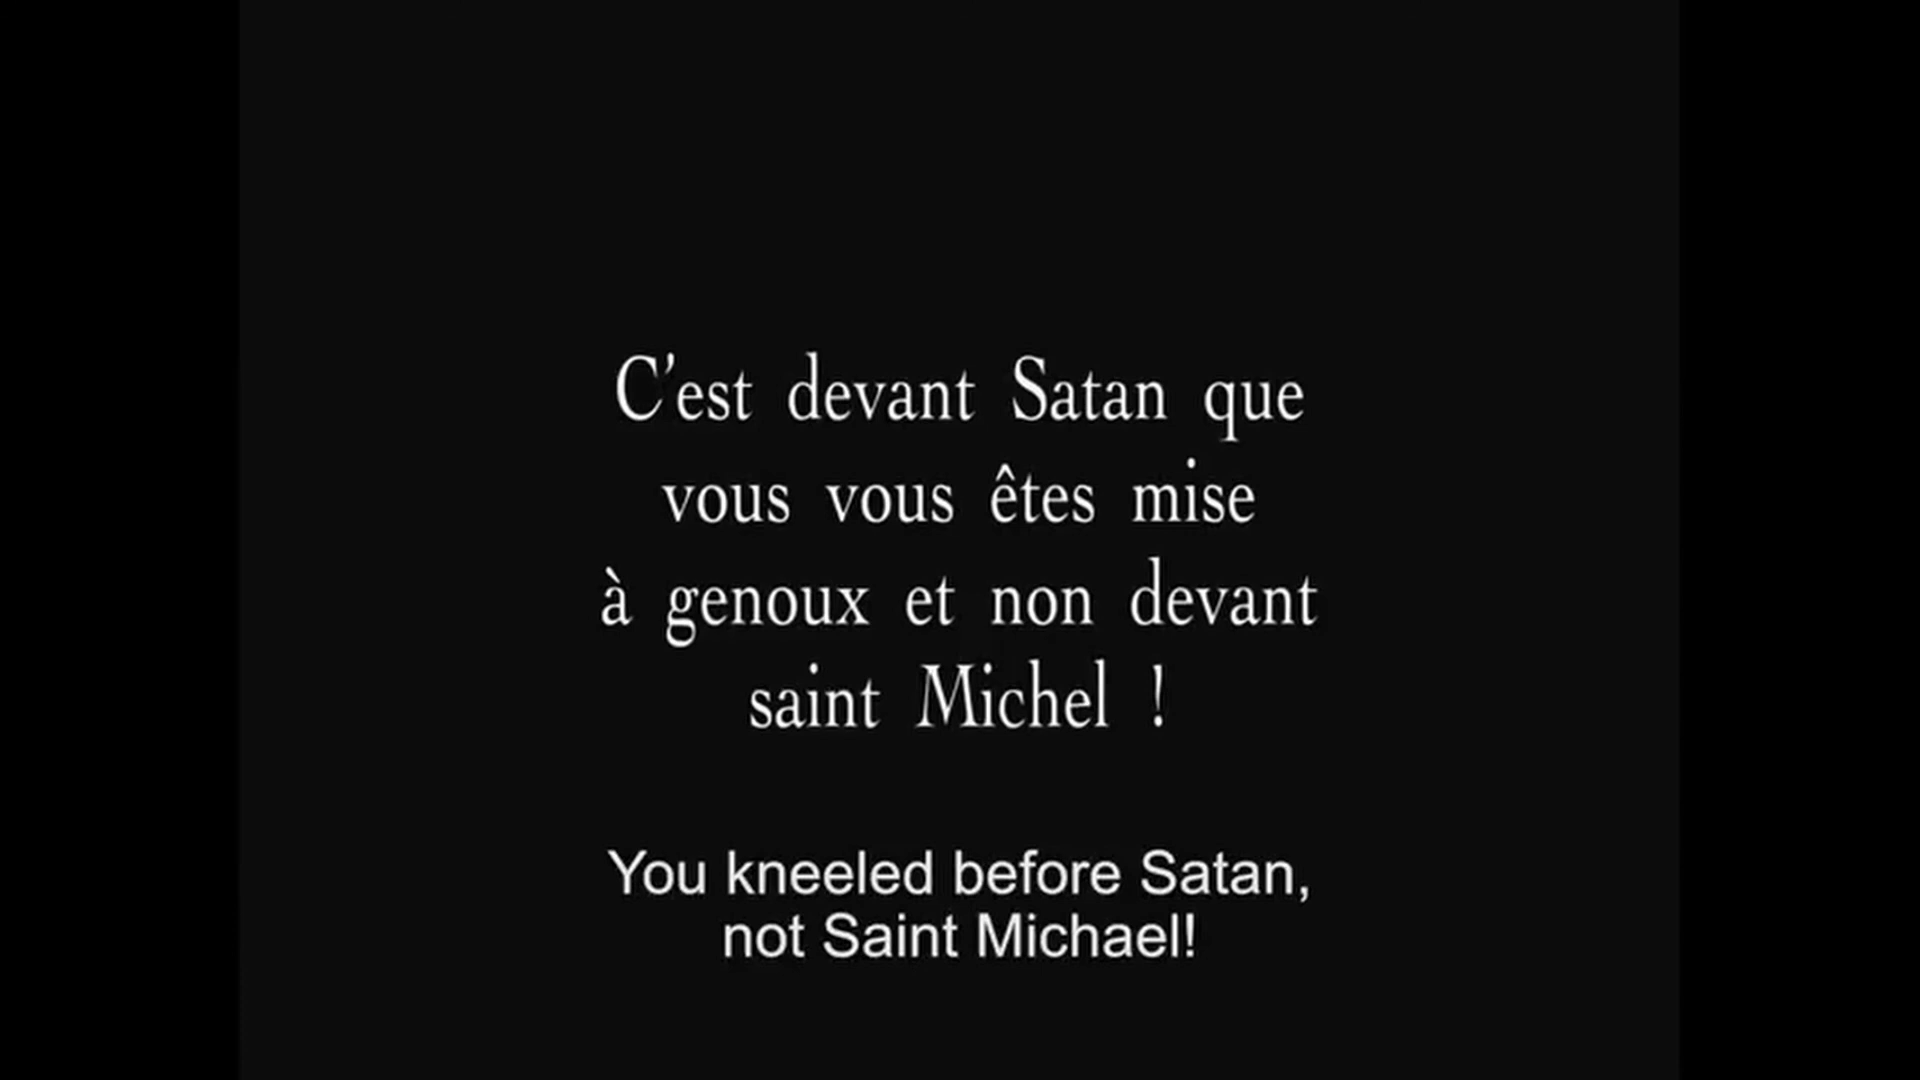 C'est devant Satan que
vous vous êtes mise
à genoux et non devant
saint Michel !
You kneeled before Satan,
not Saint Michael!